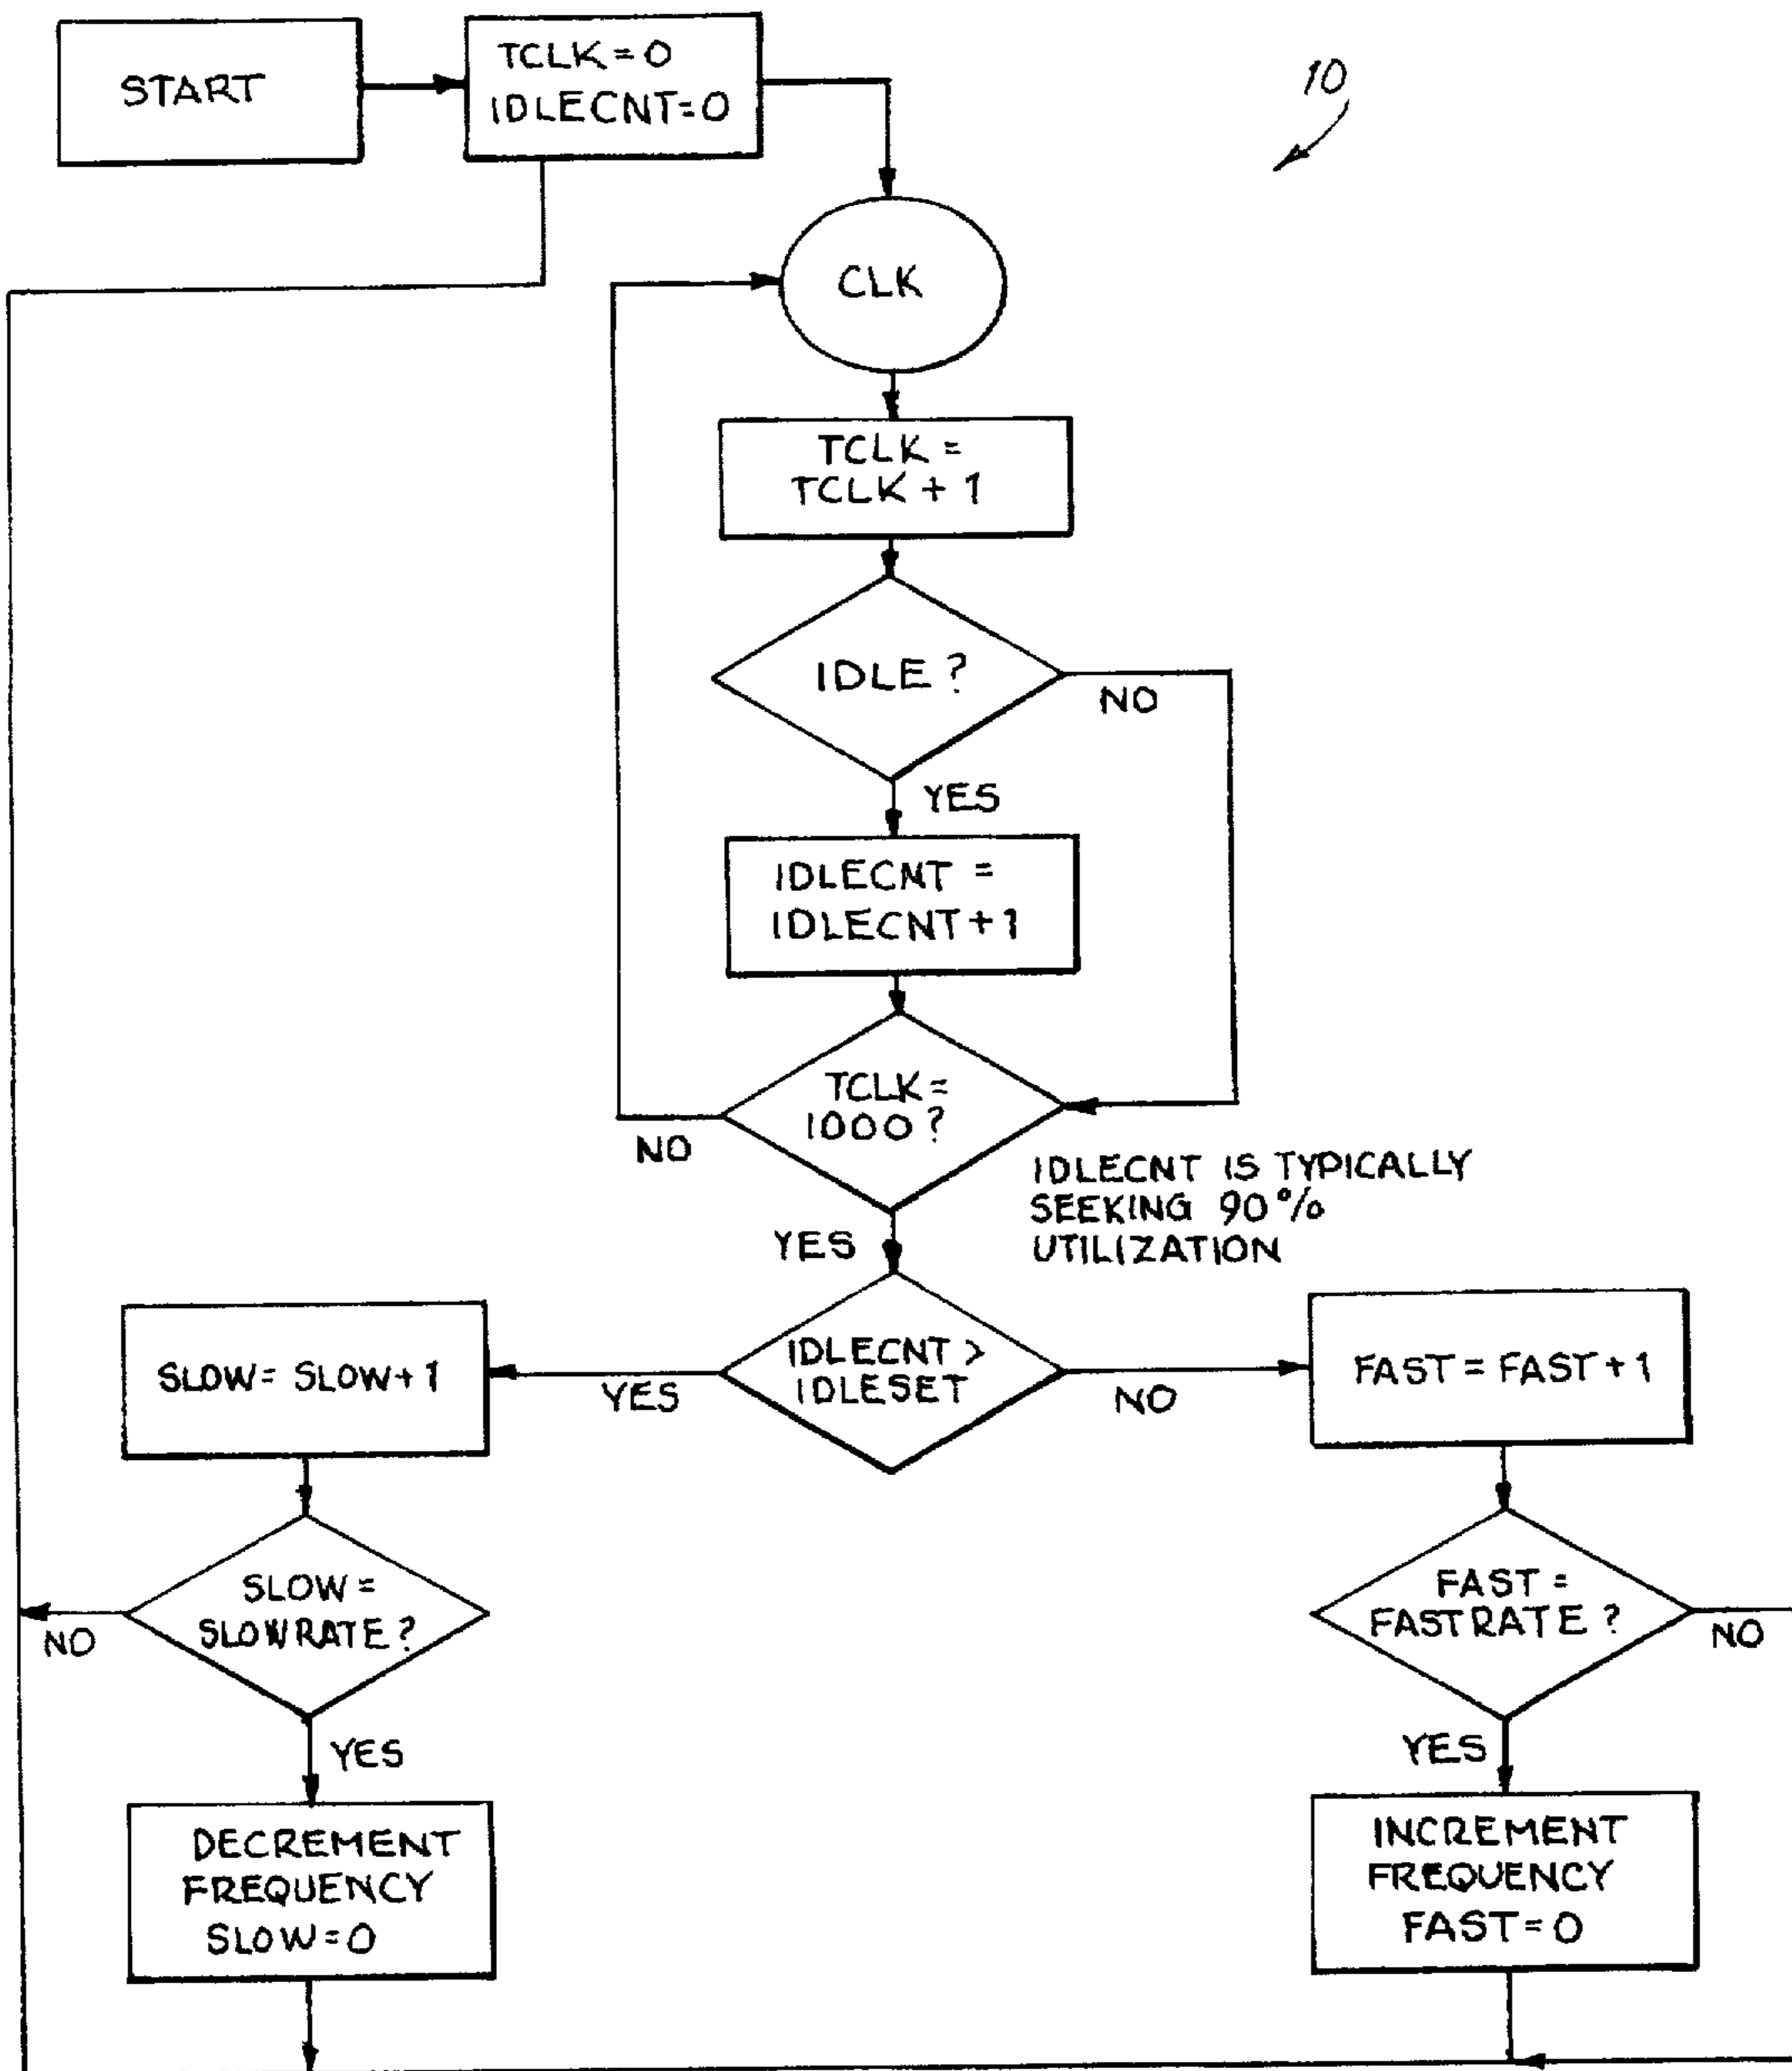 START
TCLK=0
IDLECNT=0
10
CLK
TCLK =
TCLK + 1
IDLE ?
NO
YES
IDLECNT =
IDLECNT+1
TCLK =
1000 ?
NO
YES
IDLECNT IS TYPICALLY
SEEKING 90%
UTILIZATION
SLOW= SLOW+1
YES
IDLECNT >
IDLESET
NO
FAST = FAST+1
SLOW =
SLOWRATE ?
NO
YES
FAST =
FASTRATE ?
NO
YES
DECREMENT
FREQUENCY
SLOW=0
INCREMENT
FREQUENCY
FAST=0